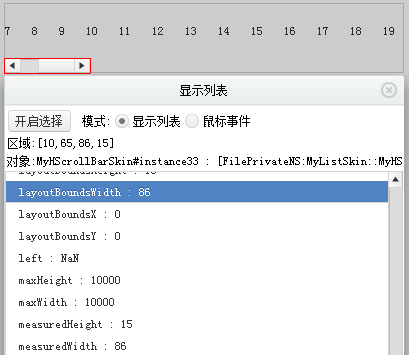 7 8 9 10 11 12 13 14 15 16 17 18 19
显示列表
开启选择 模式: 显示列表 鼠标事件
区域:[10,65,86,15]
对象:MyHScrollBarSkin#instance33 : [FilePrivateNS:MyListSkin::MyHS
layoutBoundsHeight : 15
layoutBoundsWidth : 86
layoutBoundsX : 0
layoutBoundsY : 0
left : NaN
maxHeight : 10000
maxWidth : 10000
measuredHeight : 15
measuredWidth : 86